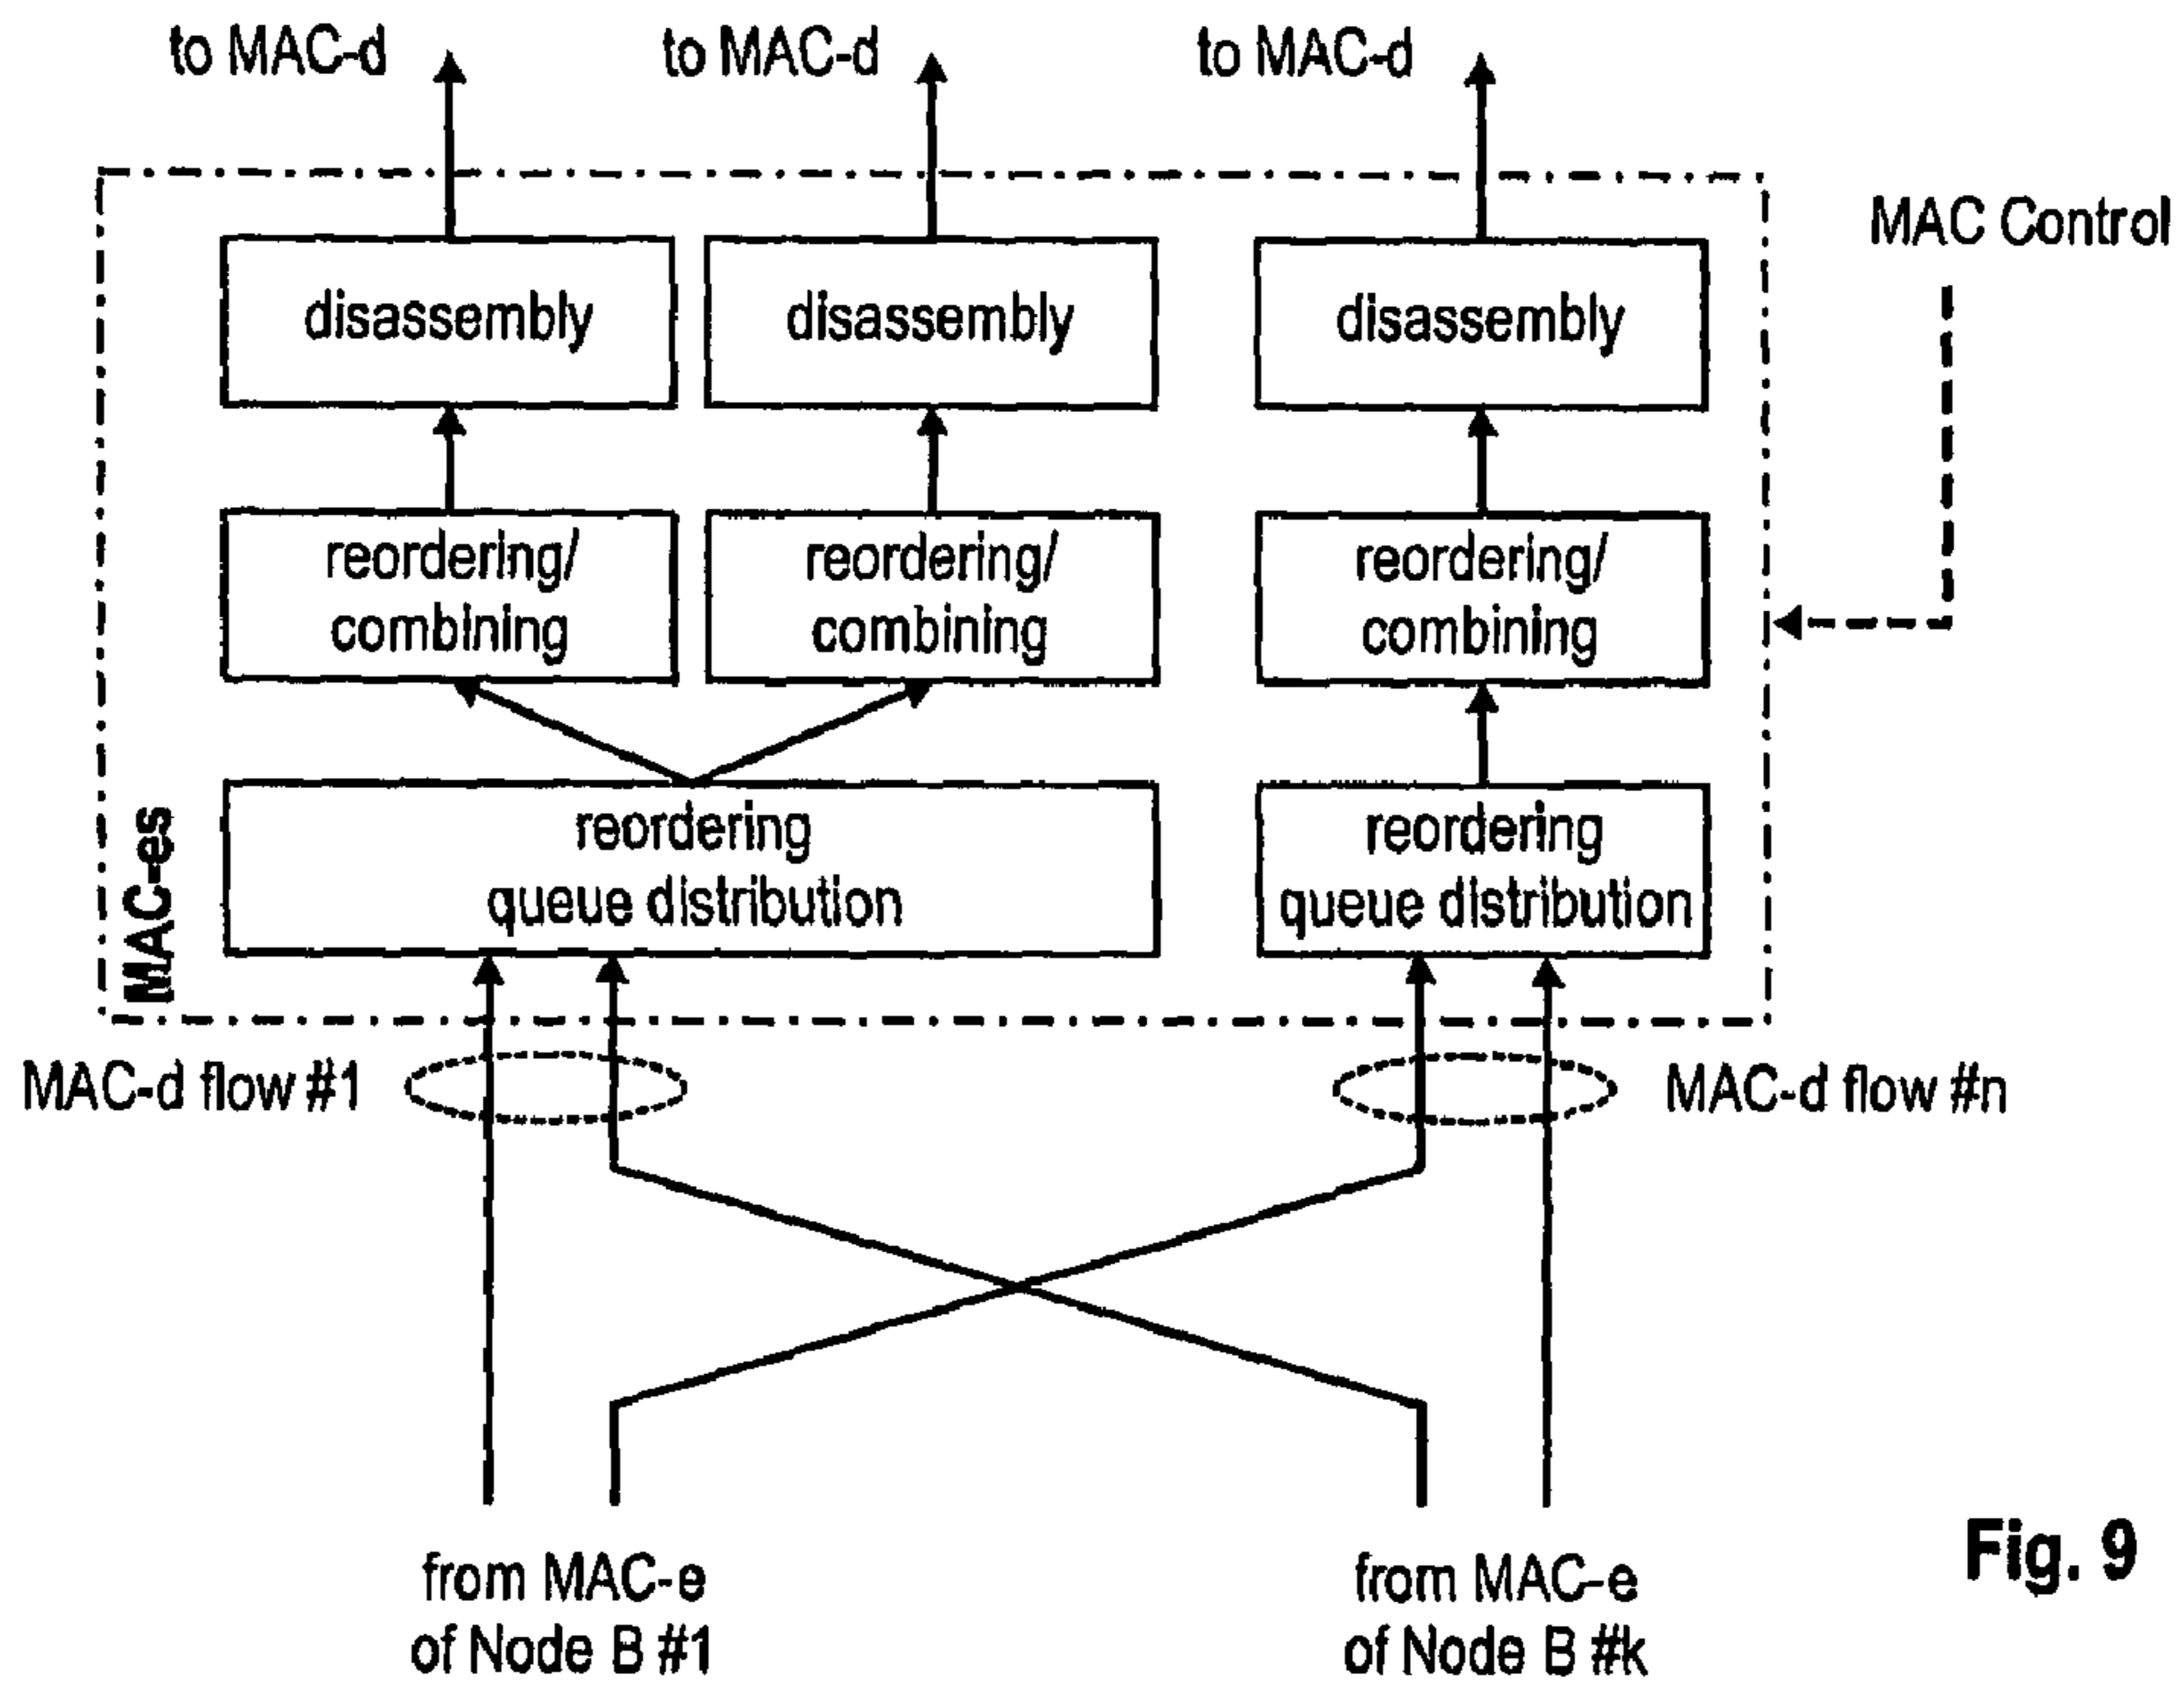 to MAC-d
to MAC-d
to MAC-d
MAC Control
disassembly
disassembly
disassembly
reordering/
combining
reordering/
combining
reordering/
combining
reordering
queue distribution
reordering
queue distribution
MAC-es
MAC-d flow #1
MAC-d flow #n
from MAC-e
of Node B #1
from MAC-e
of Node B #k
Fig. 9